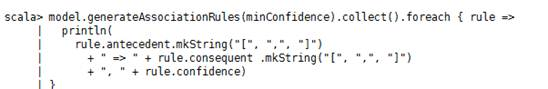 scala> model.generateAssociationRules(minConfidence).collect().foreach { rule =>
| println(
| rule.antecedent.mkString("[", ",", "]")
| + " => " + rule.consequent .mkString("[", ",", "]")
| + ", " + rule.confidence)
| }